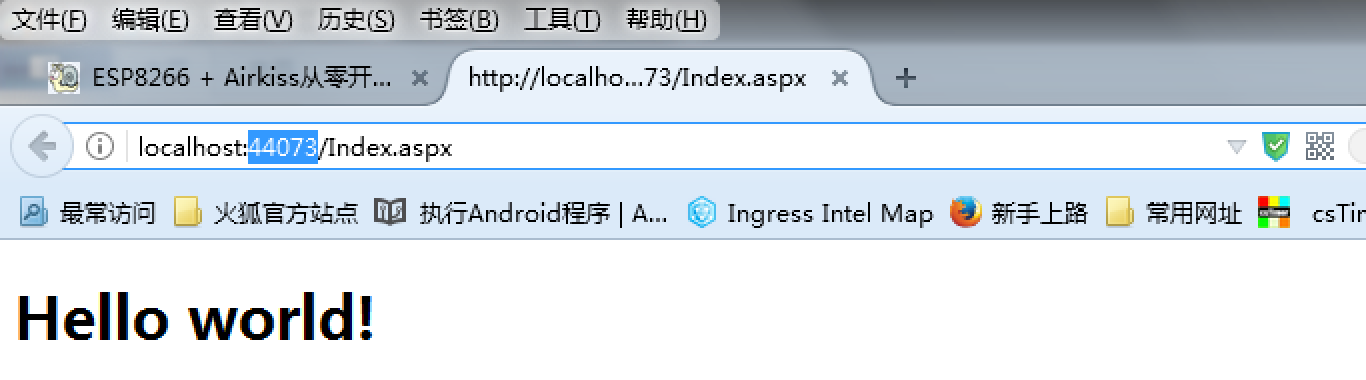 文件(F) 编辑(E) 查看(V) 历史(S) 书签(B) 工具(T) 帮助(H)
ESP8266 + Airkiss从零开... http://localho...73/Index.aspx
localhost:44073/Index.aspx
最常访问 火狐官方站点 执行Android程序 | A... Ingress Intel Map 新手上路 常用网址 csTim
Hello world!